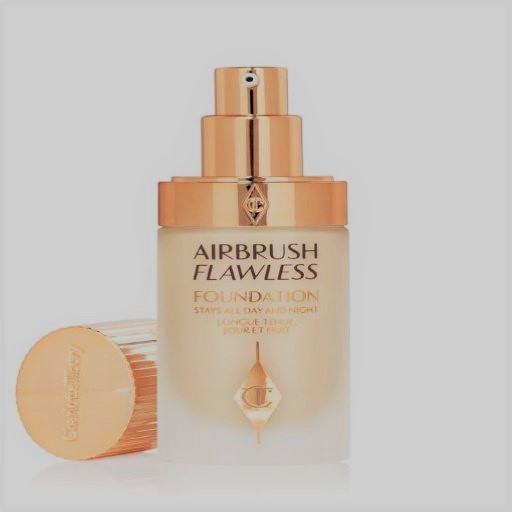 AIRBRUSH
FLAWLESS
FOUNDATION
STAYS ALL DAY AND NIGHT
LONGUE TENUE,
JOUR ET NUIT